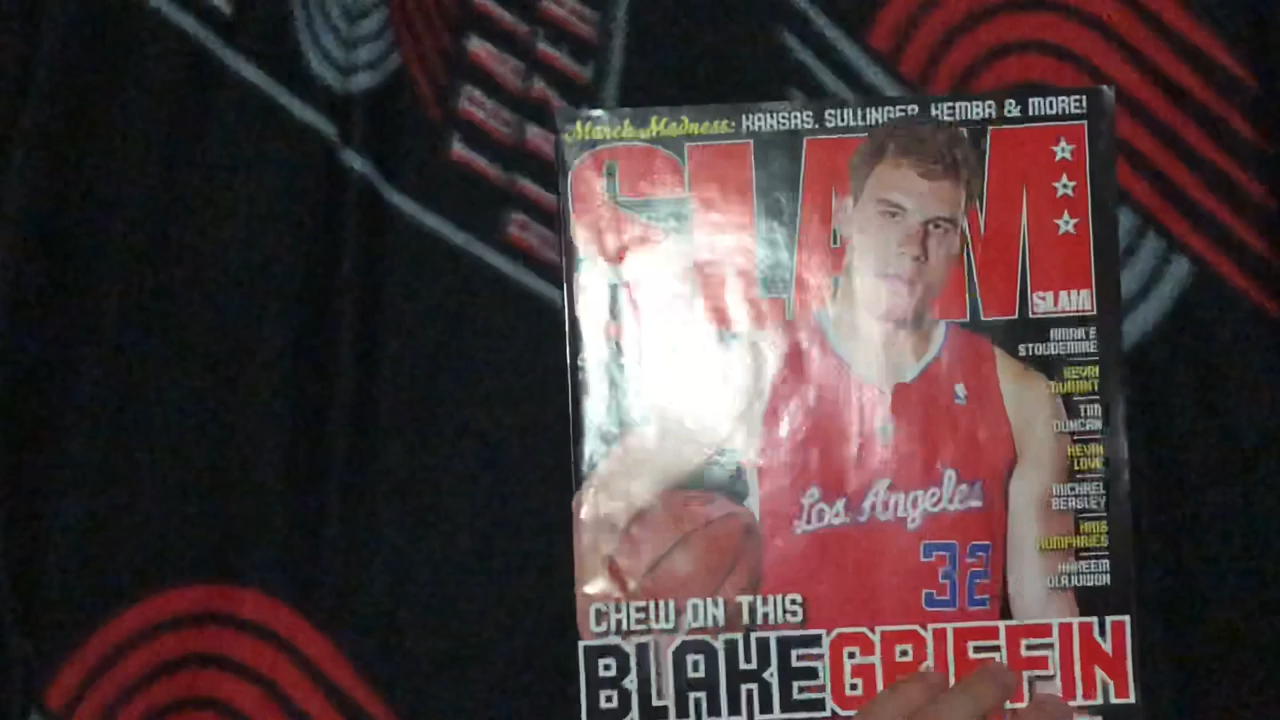 March Madness: KANSAS, SULLINGER, KEMBA & MORE!
SLAM
SLAM
AMAR'E
STOUDEMIRE
KEVIN
DURANT
TIM
DUNCAN
KEVIN
LOVE
MICHAEL
BEASLEY
KRIS
HUMPHRIES
HAKEEM
OLAJUWON
Los Angeles
32
CHEW ON THIS
BLAKE GRIFFIN